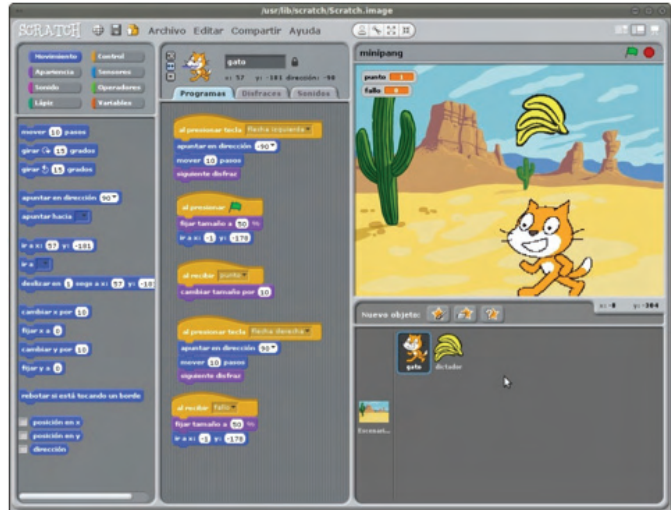 /usr/lib/scratch/Scratch.image
SCRATCH Archivo Editar Compartir Ayuda
Movimiento Control
Apariencia Sensores
Sonido Operadores
Lápiz Variables
mover 10 pasos
girar 15 grados
girar 15 grados
apuntar en dirección 90
apuntar hacia
ir a x: 57 y: -181
ir a
deslizar en 1 segs a x: 57 y: -181
cambiar x por 10
fijar x a 0
cambiar y por 10
fijar y a 0
rebotar si está tocando un borde
posición en x
posición en y
dirección
gato
x: 57 y: -181 dirección: -90
Programas Disfraces Sonidos
al presionar tecla flecha izquierda
apuntar en dirección -90
mover 10 pasos
siguiente disfraz
al presionar
fijar tamaño a 50 %
ir a x: -1 y: -178
al recibir punto
cambiar tamaño por 10
al presionar tecla flecha derecha
apuntar en dirección 90
mover 10 pasos
siguiente disfraz
al recibir fallo
fijar tamaño a 50 %
ir a x: -1 y: -178
minipang
punto 1
fallo 0
Nuevo objeto:
gato dictador